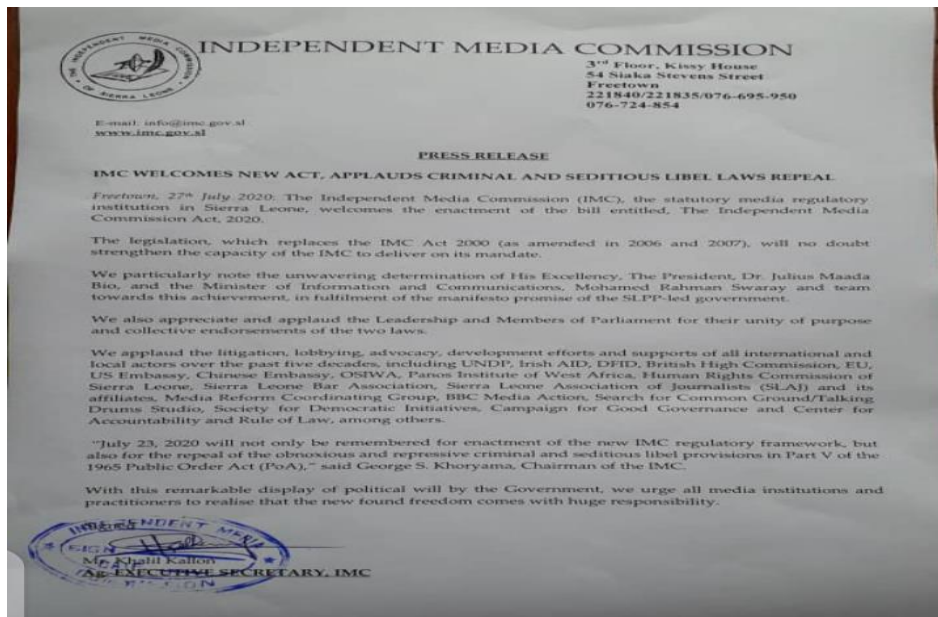 THE INDEPENDENT MEDIA COMMISSION
OF SIERRA LEONE
INDEPENDENT MEDIA COMMISSION
3rd Floor, Kissy House
54 Siaka Stevens Street
Freetown
221840/221835/076-695-950
076-724-854
E-mail: info@imc.gov.sl
www.imc.gov.sl
PRESS RELEASE
IMC WELCOMES NEW ACT, APPLAUDS CRIMINAL AND SEDITIOUS LIBEL LAWS REPEAL
Freetown, 27th July 2020. The Independent Media Commission (IMC), the statutory media regulatory
institution in Sierra Leone, welcomes the enactment of the bill entitled, The Independent Media
Commission Act, 2020.
The legislation, which replaces the IMC Act 2000 (as amended in 2006 and 2007), will no doubt
strengthen the capacity of the IMC to deliver on its mandate.
We particularly note the unwavering determination of His Excellency, The President, Dr. Julius Maada
Bio, and the Minister of Information and Communications, Mohamed Rahman Swaray and team
towards this achievement, in fulfilment of the manifesto promise of the SLPP-led government.
We also appreciate and applaud the Leadership and Members of Parliament for their unity of purpose
and collective endorsements of the two laws.
We applaud the litigation, lobbying, advocacy, development efforts and supports of all international and
local actors over the past five decades, including UNDP, Irish AID, DFID, British High Commission, EU,
US Embassy, Chinese Embassy, OSIWA, Panos Institute of West Africa, Human Rights Commission of
Sierra Leone, Sierra Leone Bar Association, Sierra Leone Association of Journalists (SLAJ) and its
affiliates, Media Reform Coordinating Group, BBC Media Action, Search for Common Ground/Talking
Drums Studio, Society for Democratic Initiatives, Campaign for Good Governance and Center for
Accountability and Rule of Law, among others.
"July 23, 2020 will not only be remembered for enactment of the new IMC regulatory framework, but
also for the repeal of the obnoxious and repressive criminal and seditious libel provisions in Part V of the
1965 Public Order Act (PoA)," said George S. Khoryama, Chairman of the IMC.
With this remarkable display of political will by the Government, we urge all media institutions and
practitioners to realise that the new found freedom comes with huge responsibility.
INDEPENDENT MEDIA
SIGN
Mr. Khalil Kallon
Ag. EXECUTIVE SECRETARY, IMC